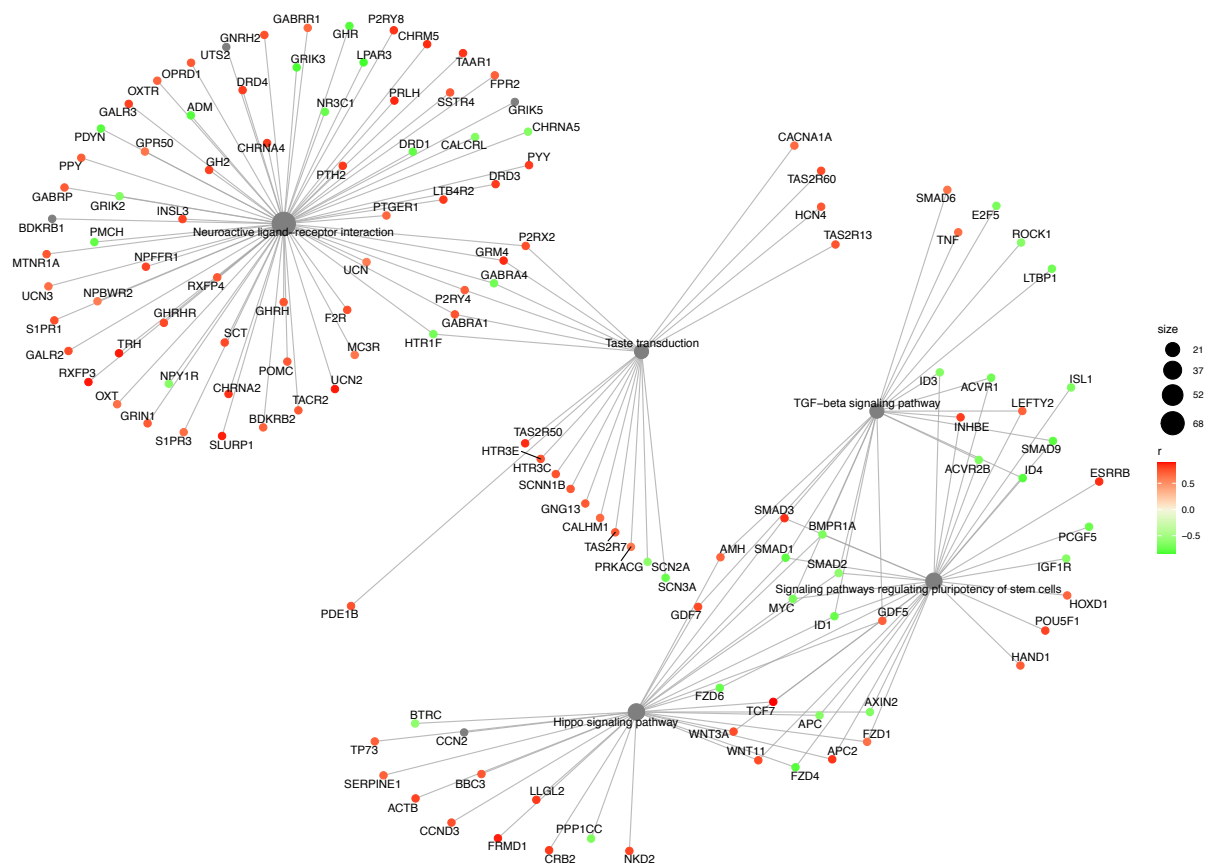 GABRR1
P2RY8
GNRH2
GHR
CHRM5
UTS2
GRIK3
LPAR3
TAAR1
OPRD1
DRD4
FPR2
OXTR
PRLH
SSTR4
GALR3
ADM
NR3C1
GRIK5
PDYN
CHRNA5
GPR50
CHRNA4
DRD1
CALCRL
PPY
GH2
PTH2
PYY
DRD3
GABRP
GRIK2
INSL3
LTB4R2
PTGER1
BDKRB1
PMCH
Neuroactive ligand-receptor interaction
P2RX2
MTNR1A
NPFFR1
GRM4
UCN
GABRA4
UCN3
NPBWR2
RXFP4
P2RY4
S1PR1
GHRHR
GHRH
F2R
GABRA1
GALR2
TRH
SCT
HTR1F
MC3R
RXFP3
NPY1R
POMC
OXT
CHRNA2
UCN2
GRIN1
TACR2
BDKRB2
S1PR3
SLURP1
CACNA1A
TAS2R60
HCN4
TAS2R13
Taste transduction
TAS2R50
HTR3E
HTR3C
SCNN1B
GNG13
CALHM1
TAS2R7
PRKACG
SCN2A
SCN3A
PDE1B
SMAD6
E2F5
TNF
ROCK1
LTBP1
ID3
ACVR1
ISL1
TGF−beta signaling pathway
LEFTY2
INHBE
SMAD9
ACVR2B
ID4
ESRRB
SMAD3
BMPR1A
PCGF5
AMH
SMAD1
SMAD2
IGF1R
Signaling pathways regulating pluripotency of stem cells
HOXD1
GDF7
MYC
GDF5
ID1
POU5F1
HAND1
FZD6
TCF7
AXIN2
APC
Hippo signaling pathway
WNT3A
FZD1
WNT11
APC2
FZD4
BTRC
CCN2
TP73
SERPINE1
BBC3
ACTB
LLGL2
CCND3
FRMD1
PPP1CC
CRB2
NKD2
size
21
37
52
68
r
0.5
0.0
−0.5